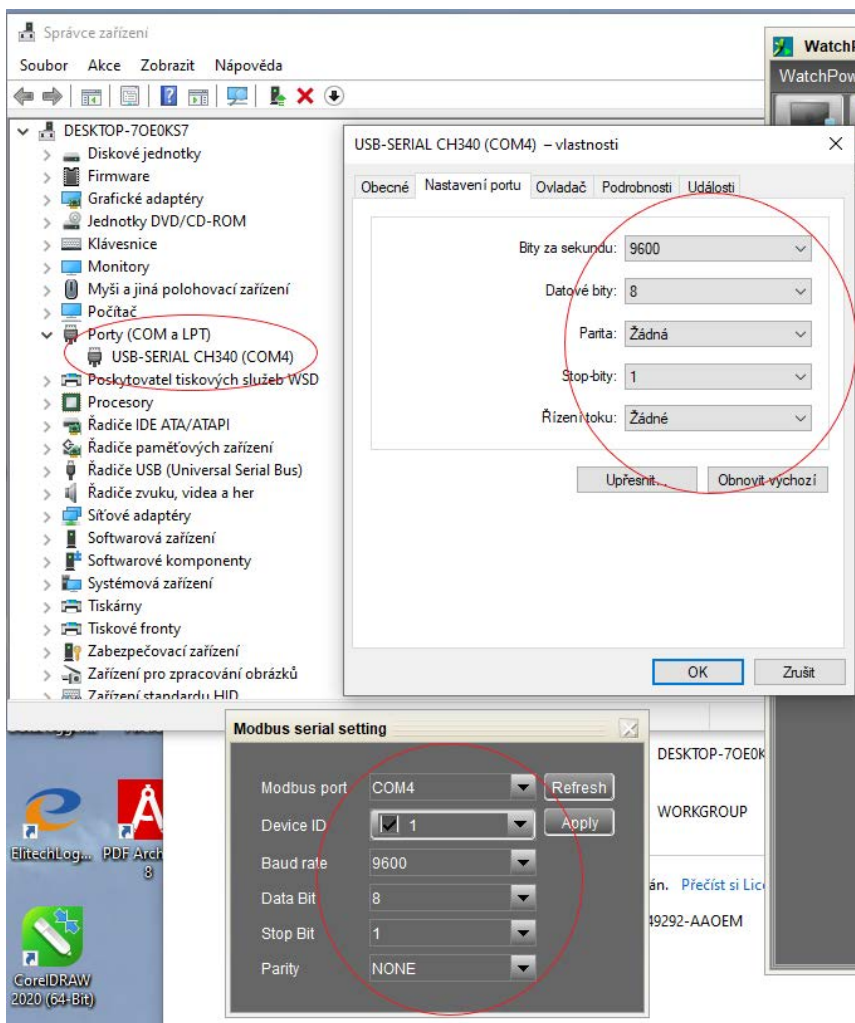 Správce zařízení
Soubor Akce Zobrazit Nápověda
DESKTOP-7OE0KS7
Diskové jednotky
Firmware
Grafické adaptéry
Jednotky DVD/CD-ROM
Klávesnice
Monitory
Myši a jiná polohovací zařízení
Počítač
Porty (COM a LPT)
USB-SERIAL CH340 (COM4)
Poskytovatel tiskových služeb WSD
Procesory
Řadiče IDE ATA/ATAPI
Řadiče paměťových zařízení
Řadiče USB (Universal Serial Bus)
Řadiče zvuku, videa a her
Síťové adaptéry
Softwarová zařízení
Softwarové komponenty
Systémová zařízení
Tiskárny
Tiskové fronty
Zabezpečovací zařízení
Zařízení pro zpracování obrázků
Zařízení standardu HID
USB-SERIAL CH340 (COM4) – vlastnosti
Obecné Nastavení portu Ovladač Podrobnosti Události
Bity za sekundu: 9600
Datové bity: 8
Parita: Žádná
Stop-bity: 1
Řízení toku: Žádné
Upřesnit... Obnovit výchozí
OK Zrušit
Modbus serial setting
Modbus port COM4 Refresh
Device ID 1 Apply
Baud rate 9600
Data Bit 8
Stop Bit 1
Parity NONE
DESKTOP-7OE0K
WORKGROUP
án. Přečíst si Lic
49292-AAOEM
ElitechLog...
PDF Arch
8
CorelDRAW
2020 (64-Bit)